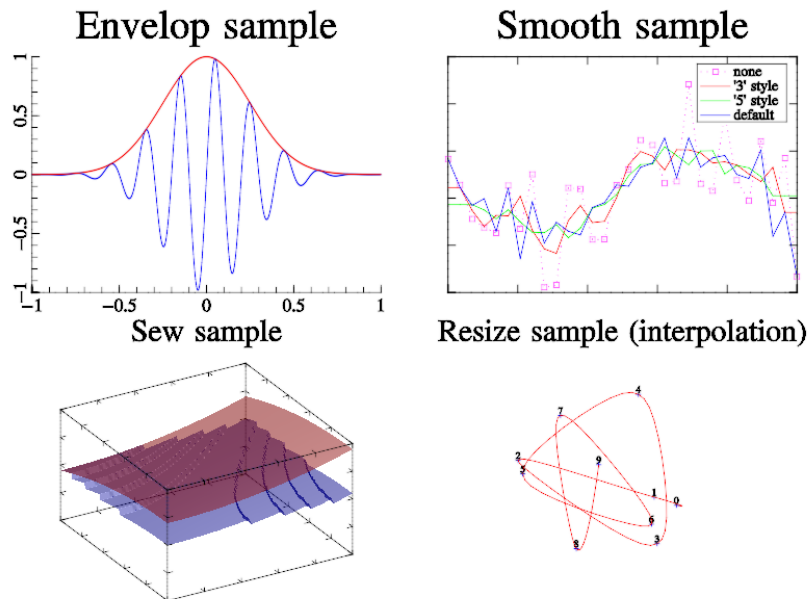 Envelop sample
1
0.5
0
−0.5
−1
−1
−0.5
0
0.5
1
Smooth sample
none
'3' style
'5' style
default
Sew sample
Resize sample (interpolation)
4
7
2
5
9
1
0
6
3
8